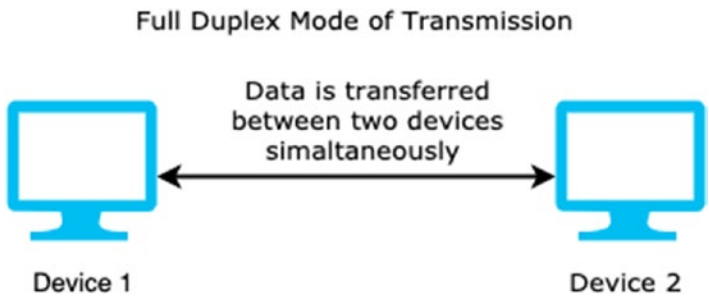 Full Duplex Mode of Transmission
Data is transferred
between two devices
simaltaneously
Device 1
Device 2